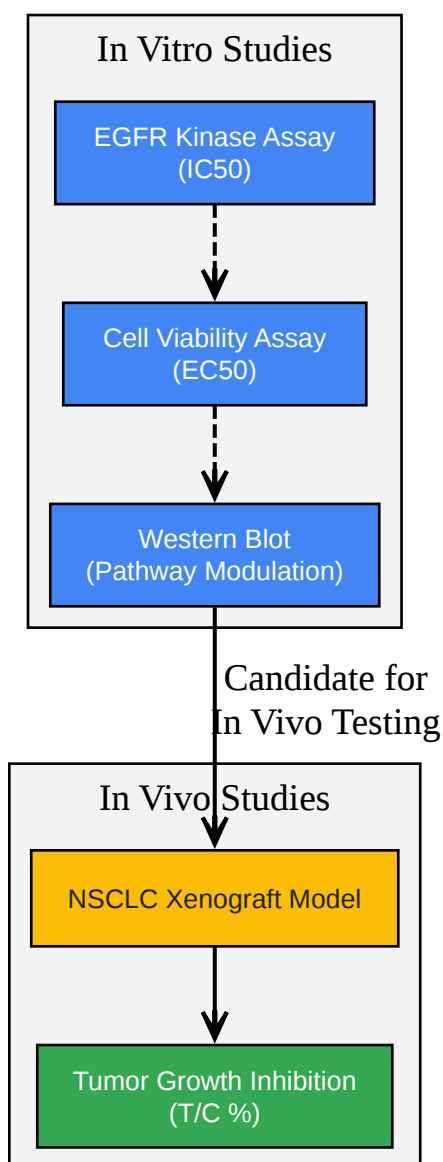 In Vitro Studies
EGFR Kinase Assay
(IC50)
Cell Viability Assay
(EC50)
Western Blot
(Pathway Modulation)
Candidate for
In Vivo Testing
In Vivo Studies
NSCLC Xenograft Model
Tumor Growth Inhibition
(T/C %)